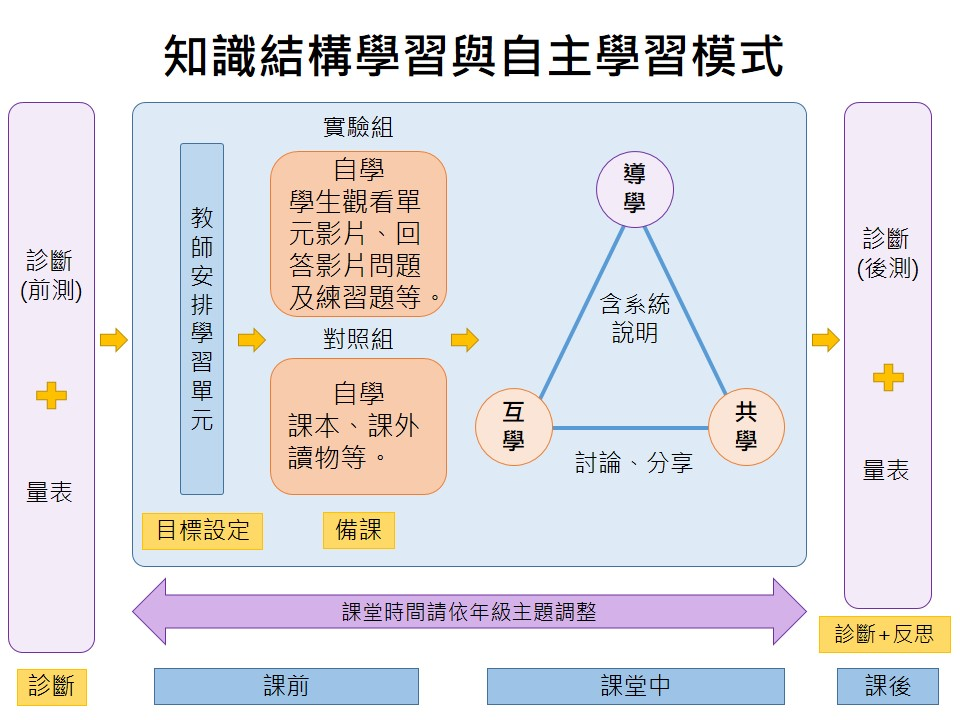 知識結構學習與自主學習模式
診斷
(前測)
量表
教
師
安
排
學
習
單
元
實驗組
自學
學生觀看單
元影片、回
答影片問題
及練習題等。
對照組
自學
課本、課外
讀物等。
目標設定
備課
導
學
含系統
說明
互
學
共
學
討論、分享
診斷
(後測)
量表
課堂時間請依年級主題調整
診斷+反思
診斷
課前
課堂中
課後